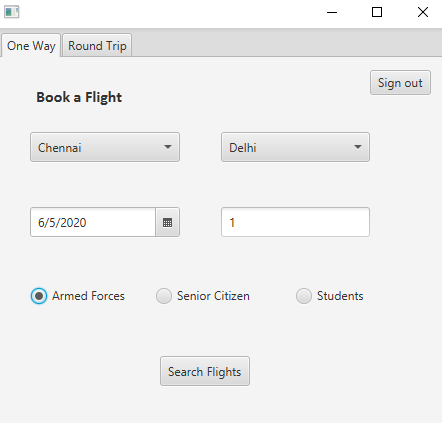 One Way Round Trip
Sign out
Book a Flight
Chennai Delhi
6/5/2020 1
Armed Forces Senior Citizen Students
Search Flights